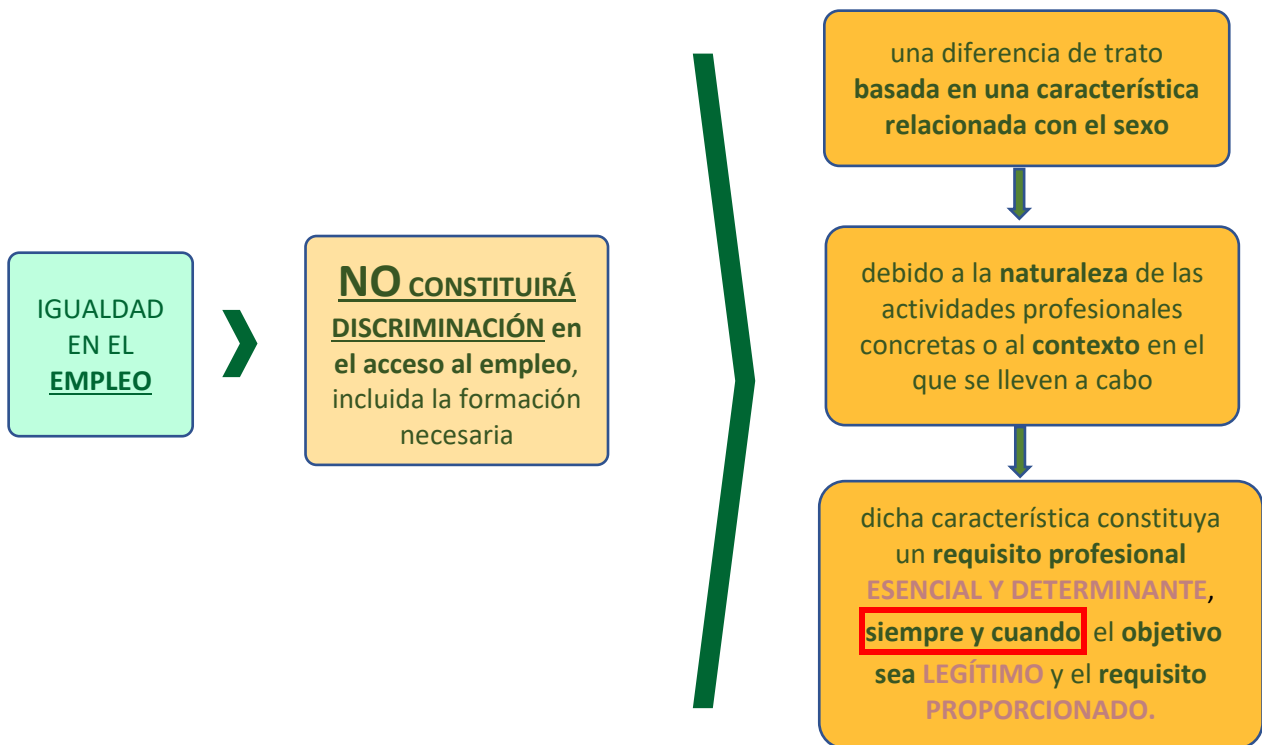 IGUALDAD
EN EL
EMPLEO
NO CONSTITUIRÁ
DISCRIMINACIÓN en
el acceso al empleo,
incluida la formación
necesaria
una diferencia de trato
basada en una característica
relacionada con el sexo
debido a la naturaleza de las
actividades profesionales
concretas o al contexto en el
que se lleven a cabo
dicha característica constituya
un requisito profesional
ESENCIAL Y DETERMINANTE,
siempre y cuando el objetivo
sea LEGÍTIMO y el requisito
PROPORCIONADO.